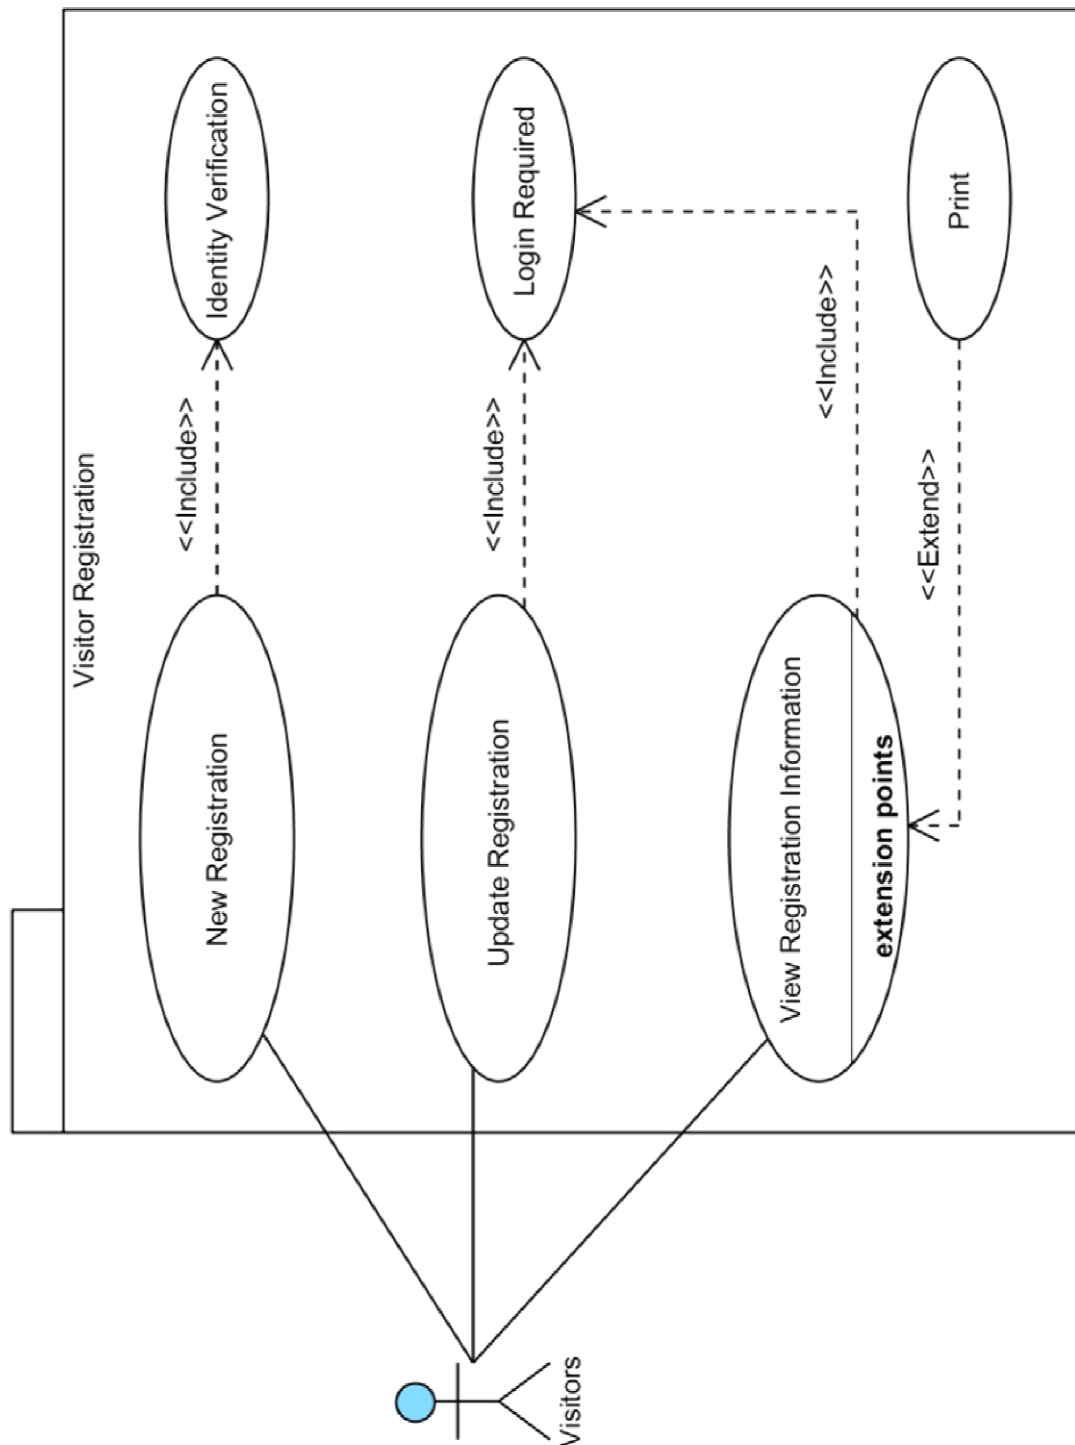 Visitor Registration
New Registration
<<Include>>
Identity Verification
Update Registration
<<Include>>
Login Required
View Registration Information
extension points
<<Include>>
<<Extend>>
Print
Visitors